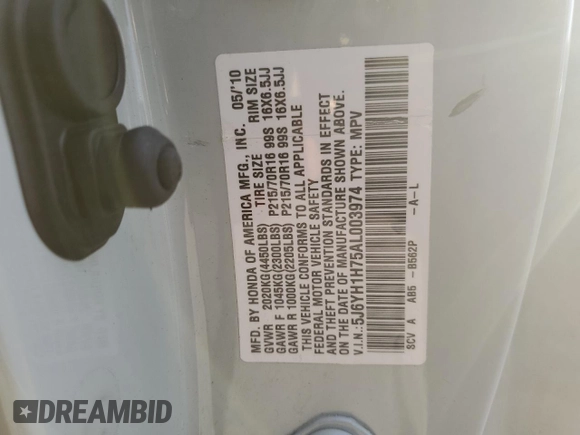 MFD. BY HONDA OF AMERICA MFG., INC. 05/'10
TIRE SIZE RIM SIZE
GVWR 2020KG(4450LBS)
GAWR F 1045KG(2300LBS) P215/70R16 99S 16X6.5JJ
GAWR R 1000KG(2205LBS) P215/70R16 99S 16X6.5JJ
THIS VEHICLE CONFORMS TO ALL APPLICABLE
FEDERAL MOTOR VEHICLE SAFETY
AND THEFT PREVENTION STANDARDS IN EFFECT
ON THE DATE OF MANUFACTURE SHOWN ABOVE.
V.I.N.: 5J6YH1H75AL003974 TYPE: MPV
SCV A AB5 - B562P -A-L
DREAMBID